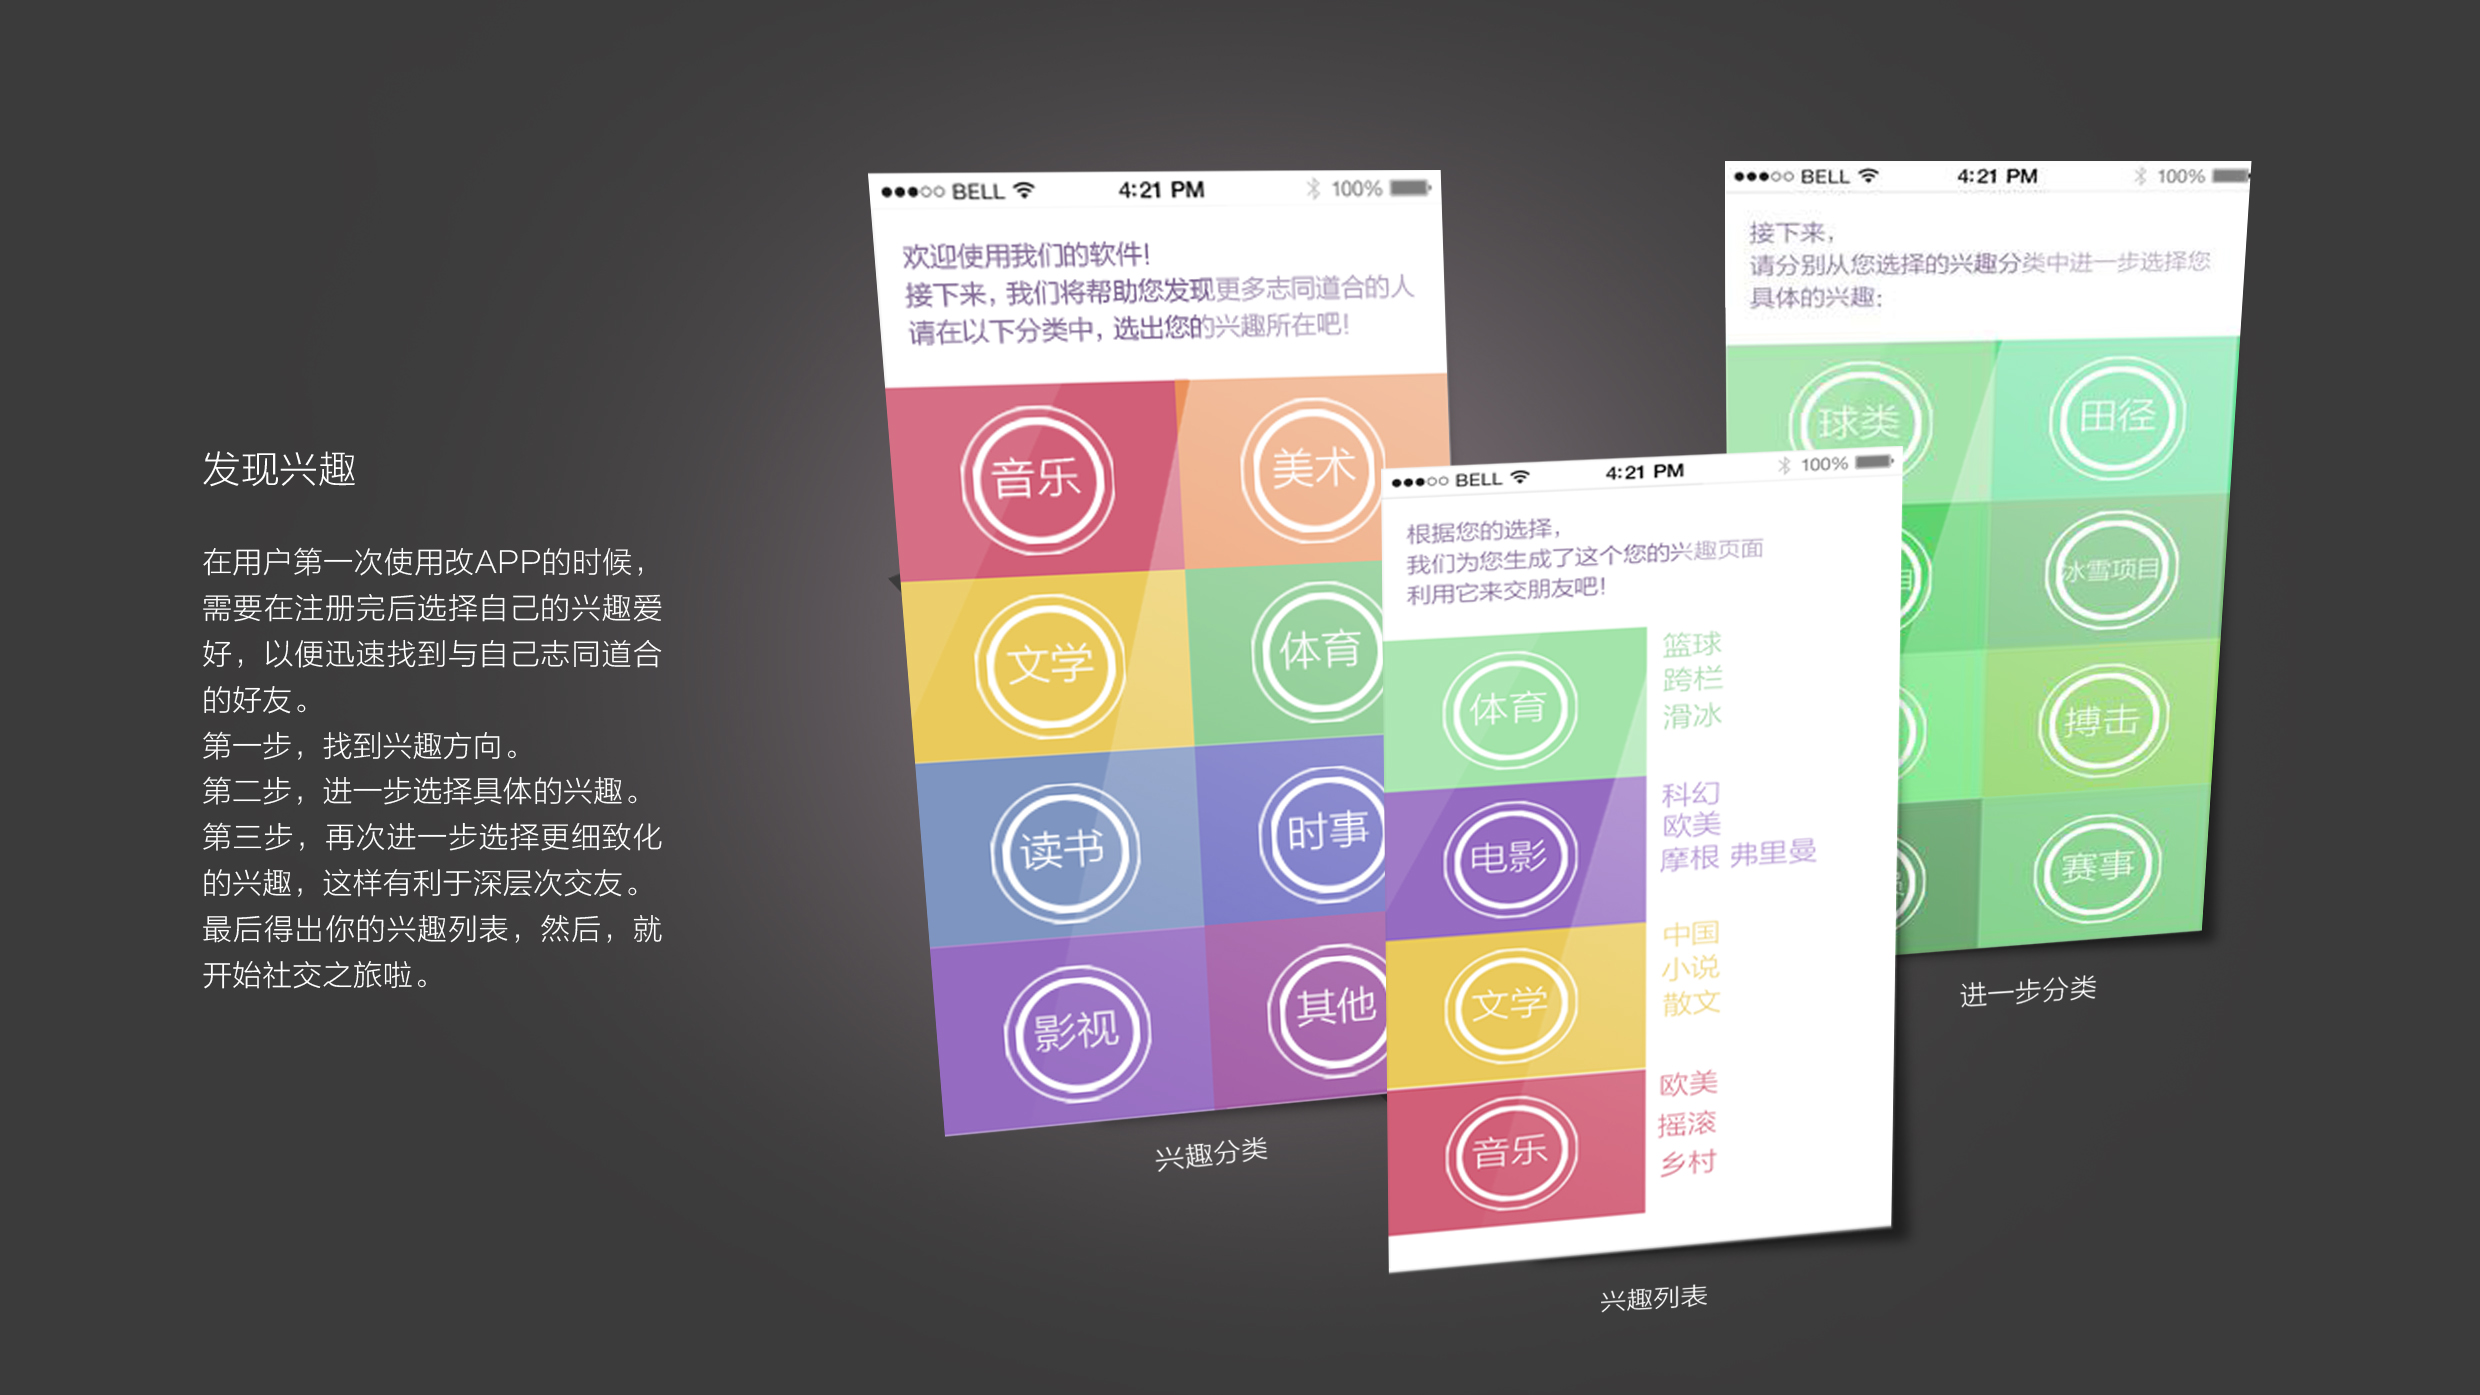 发现兴趣
在用户第一次使用改APP的时候，
需要在注册完后选择自己的兴趣爱
好，以便迅速找到与自己志同道合
的好友。
第一步，找到兴趣方向。
第二步，进一步选择具体的兴趣。
第三步，再次进一步选择更细致化
的兴趣，这样有利于深层次交友。
最后得出你的兴趣列表，然后，就
开始社交之旅啦。
BELL 4:21 PM 100%
欢迎使用我们的软件！
接下来，我们将帮助您发现更多志同道合的人
请在以下分类中，选出您的兴趣所在吧！
音乐
美术
文学
体育
读书
时事
影视
其他
兴趣分类
BELL 4:21 PM 100%
根据您的选择，
我们为您生成了这个您的兴趣页面
利用它来交朋友吧！
体育
篮球
跨栏
滑冰
电影
科幻
欧美
摩根 弗里曼
文学
中国
小说
散文
音乐
欧美
摇滚
乡村
兴趣列表
BELL 4:21 PM 100%
接下来，
请分别从您选择的兴趣分类中进一步选择您
具体的兴趣：
球类
田径
目
冰雪项目
搏击
赛事
进一步分类